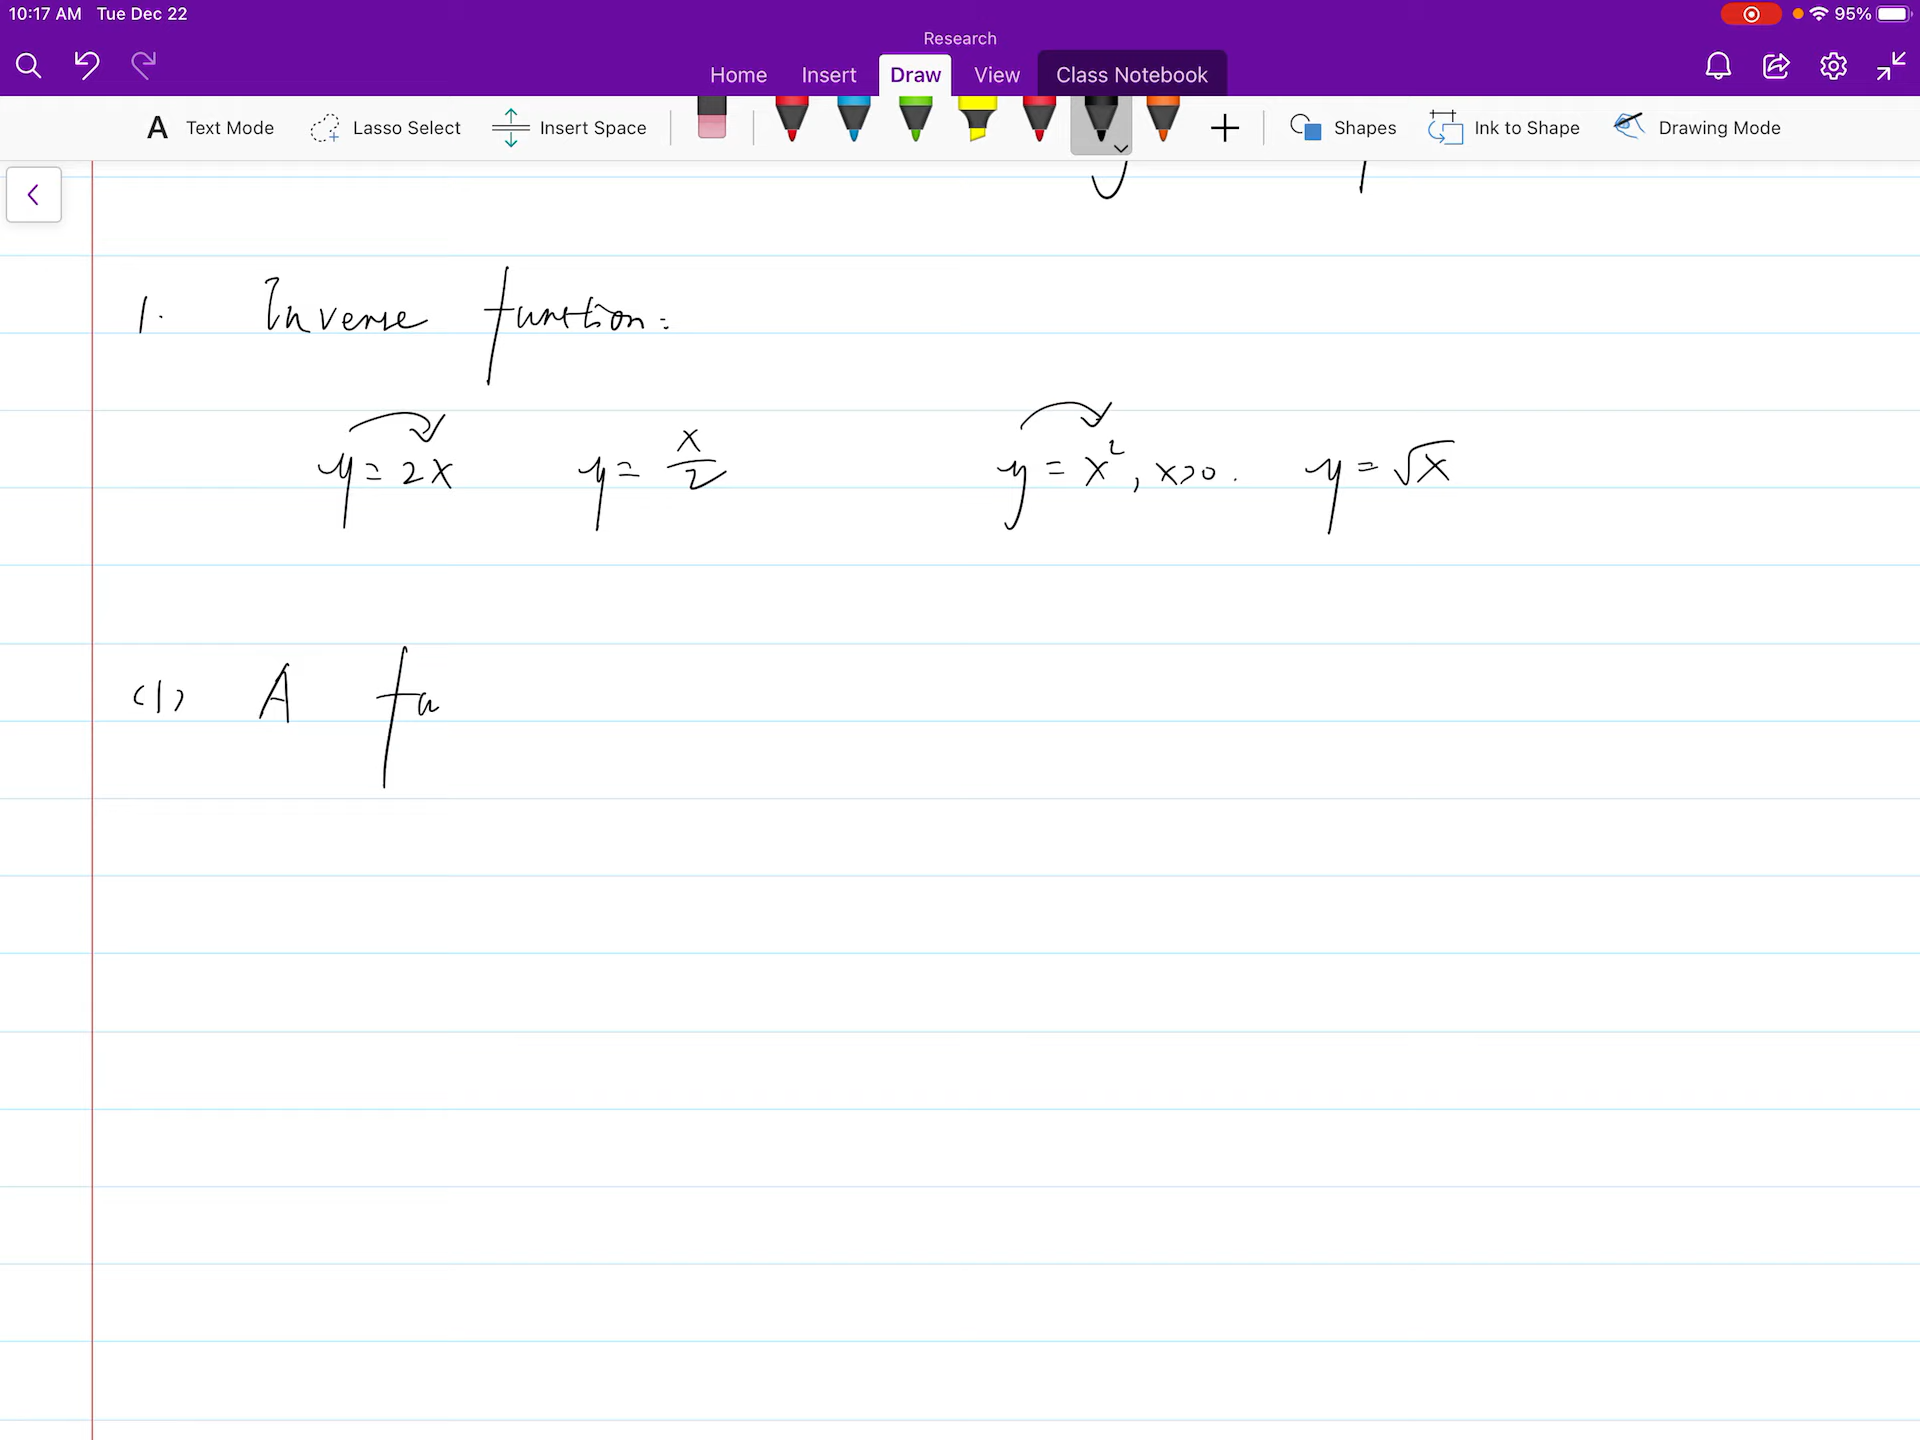 10:17 AM Tue Dec 22 95%
Research
Home Insert Draw View Class Notebook
A Text Mode Lasso Select Insert Space Shapes Ink to Shape Drawing Mode
1. Inverse function:
y = 2x y = x/2 y = x², x>0. y = √x
(1) A fu